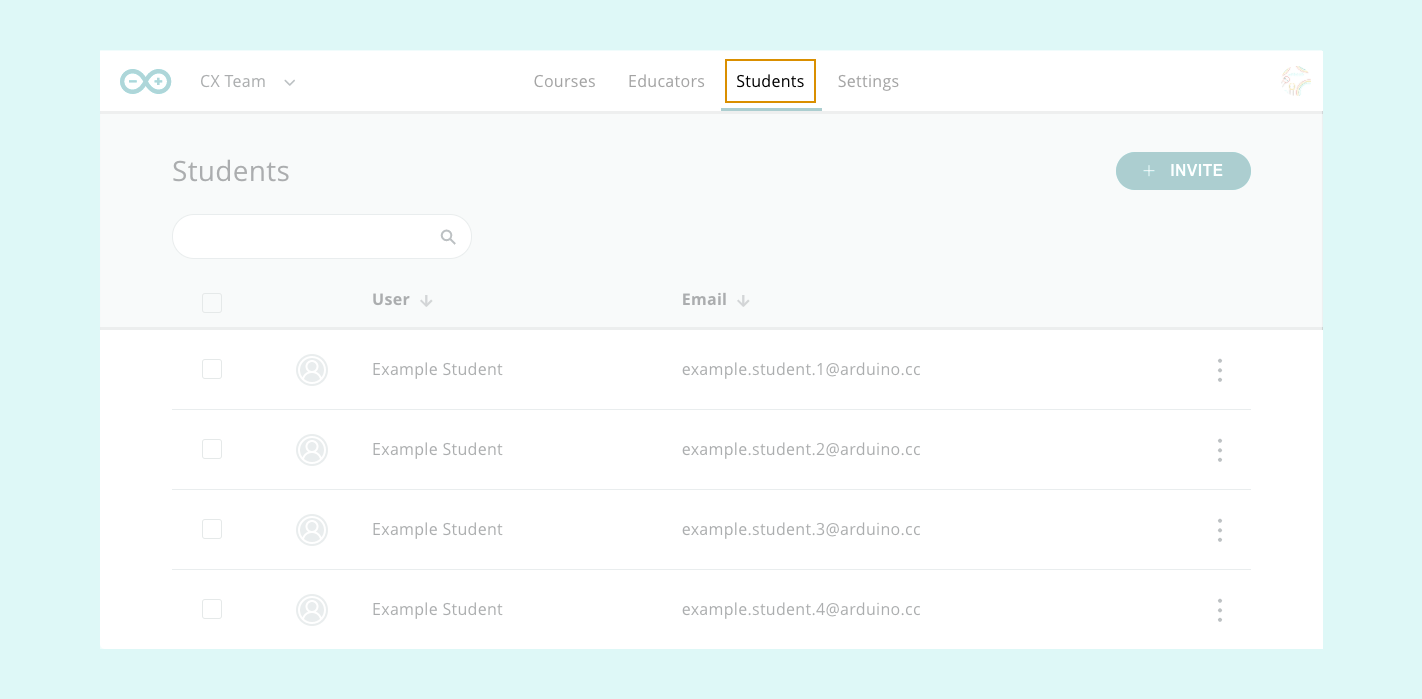 CX Team Courses Educators Students Settings
Students
+ INVITE
User Email
Example Student example.student.1@arduino.cc
Example Student example.student.2@arduino.cc
Example Student example.student.3@arduino.cc
Example Student example.student.4@arduino.cc